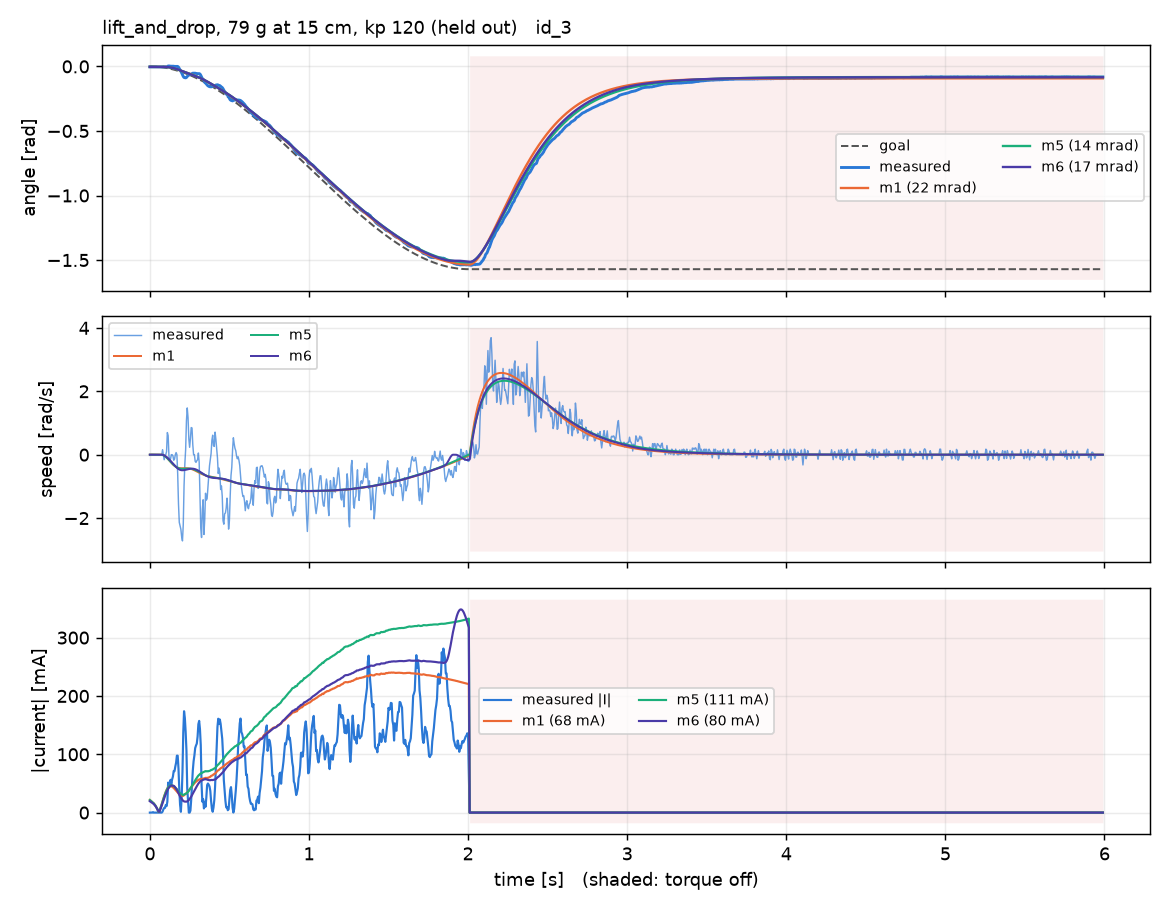 lift_and_drop, 79 g at 15 cm, kp 120 (held out)   id_3
angle [rad]
0.0
−0.5
−1.0
−1.5
goal
measured
m1 (22 mrad)
m5 (14 mrad)
m6 (17 mrad)
speed [rad/s]
4
2
0
−2
measured
m1
m5
m6
|current| [mA]
300
200
100
0
measured |I|
m1 (68 mA)
m5 (111 mA)
m6 (80 mA)
0 1 2 3 4 5 6
time [s]   (shaded: torque off)